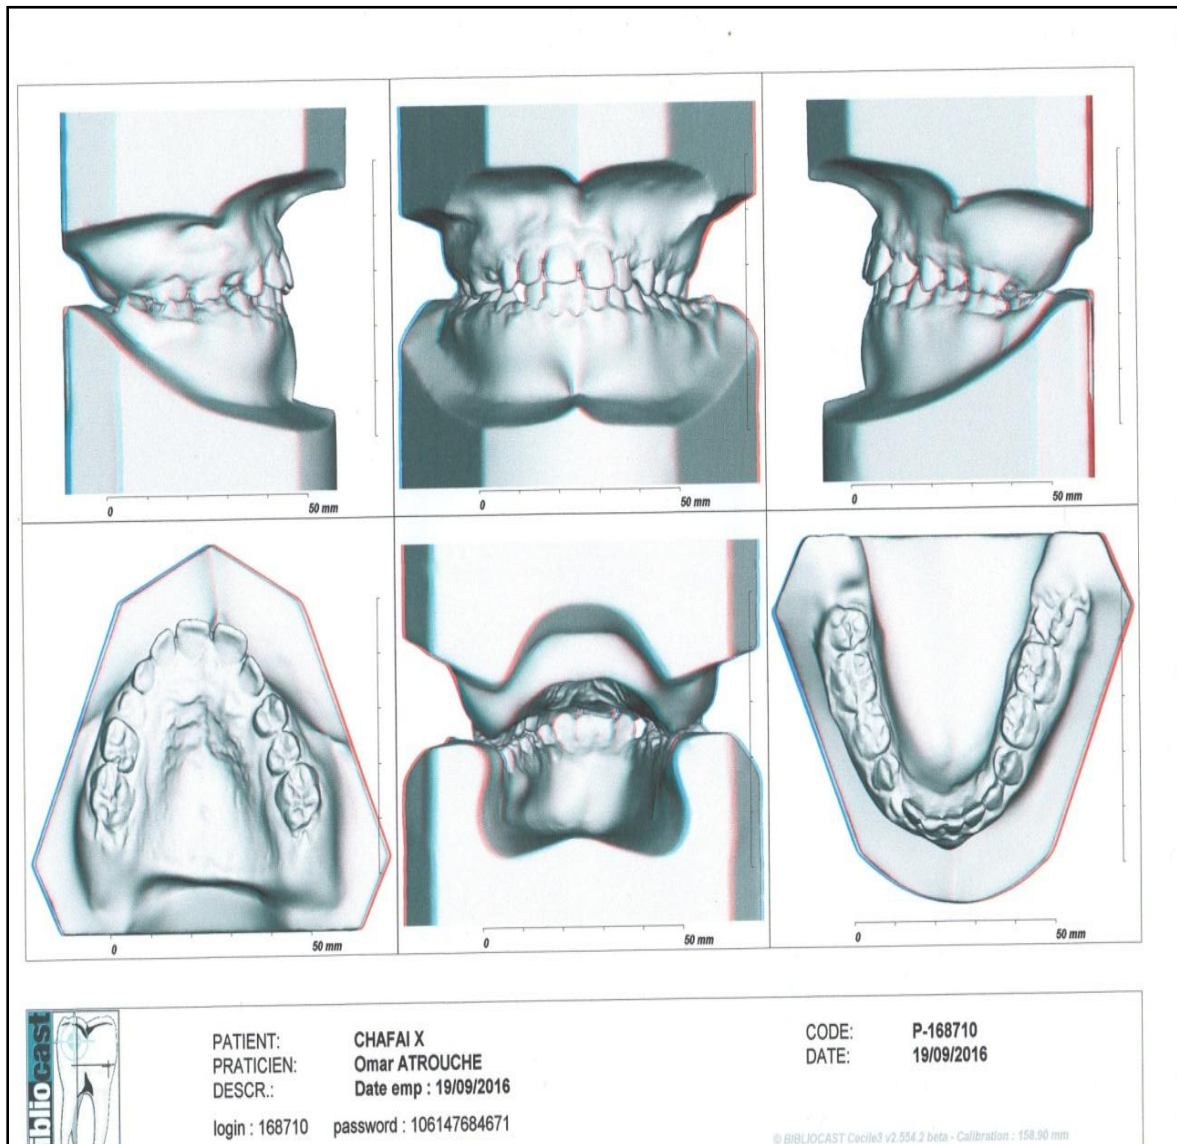 0 50 mm
0 50 mm
0 50 mm
0 50 mm
0 50 mm
0 50 mm
bibliocast
PATIENT: CHAFAI X
PRATICIEN: Omar ATROUCHE
DESCR.: Date emp : 19/09/2016
login : 168710 password : 106147684671
CODE: P-168710
DATE: 19/09/2016
© BIBLIOCAST Cecile3 v2.554.2 beta - Calibration : 158.90 mm